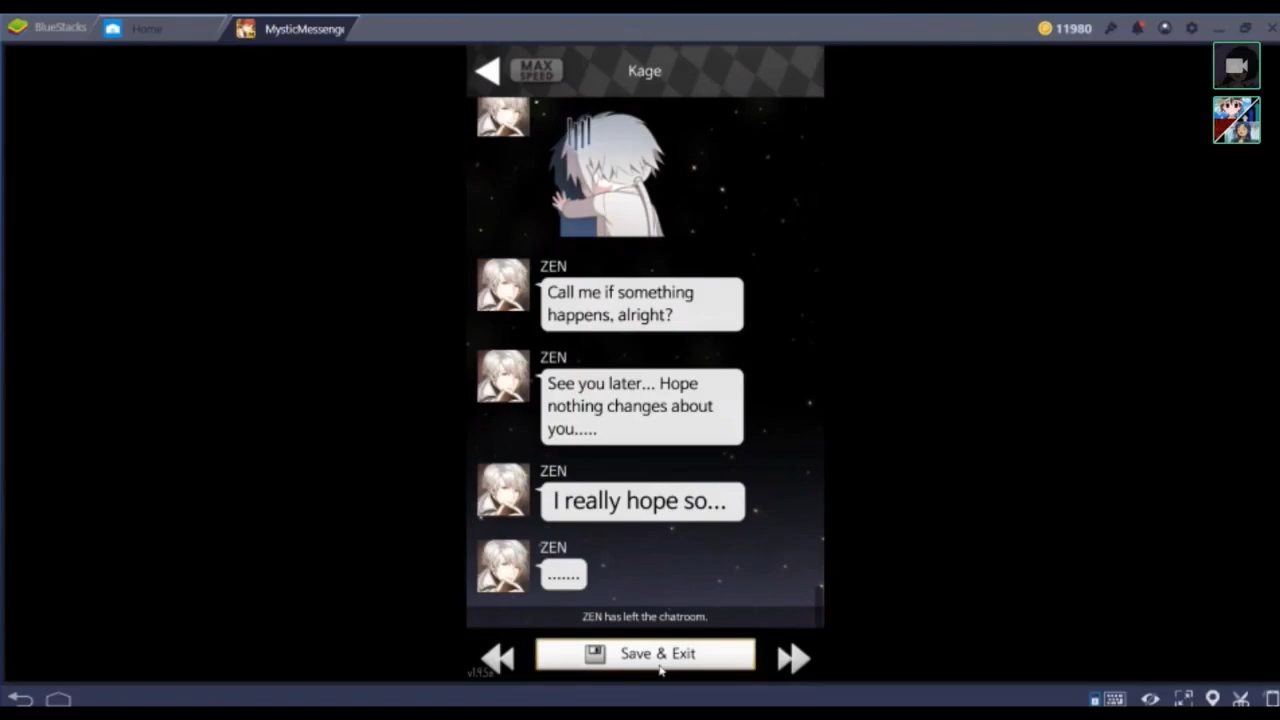 BlueStacks
Home
MysticMesseng
11980
MAX
SPEED
Kage
ZEN
Call me if something
happens, alright?
ZEN
See you later... Hope
nothing changes about
you.....
ZEN
I really hope so...
ZEN
.......
ZEN has left the chatroom.
Save & Exit